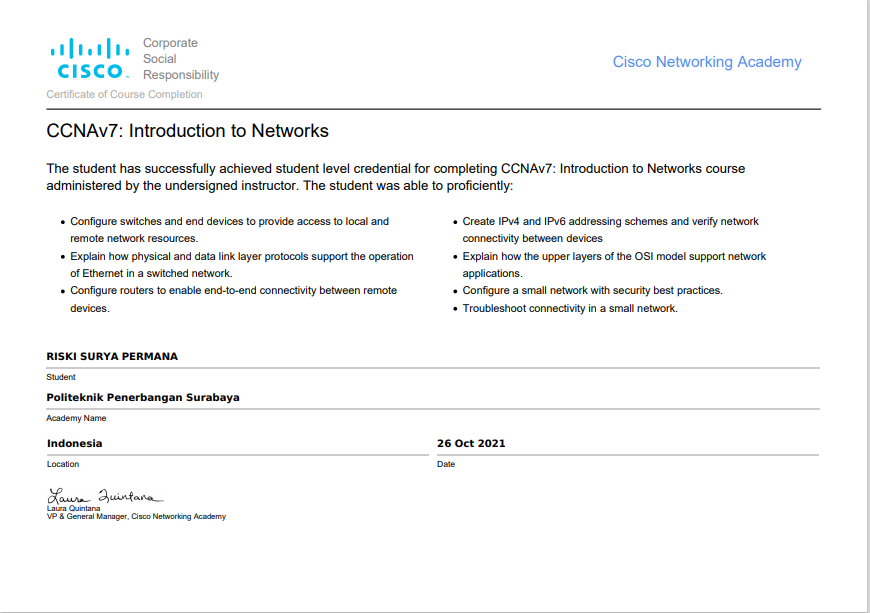 Corporate
Social
Responsibility
CISCO
Cisco Networking Academy
Certificate of Course Completion
CCNAv7: Introduction to Networks
The student has successfully achieved student level credential for completing CCNAv7: Introduction to Networks course
administered by the undersigned instructor. The student was able to proficiently:
• Configure switches and end devices to provide access to local and
remote network resources.
• Explain how physical and data link layer protocols support the operation
of Ethernet in a switched network.
• Configure routers to enable end-to-end connectivity between remote
devices.
• Create IPv4 and IPv6 addressing schemes and verify network
connectivity between devices
• Explain how the upper layers of the OSI model support network
applications.
• Configure a small network with security best practices.
• Troubleshoot connectivity in a small network.
RISKI SURYA PERMANA
Student
Politeknik Penerbangan Surabaya
Academy Name
Indonesia
Location
26 Oct 2021
Date
Laura Quintana
Laura Quintana
VP & General Manager, Cisco Networking Academy